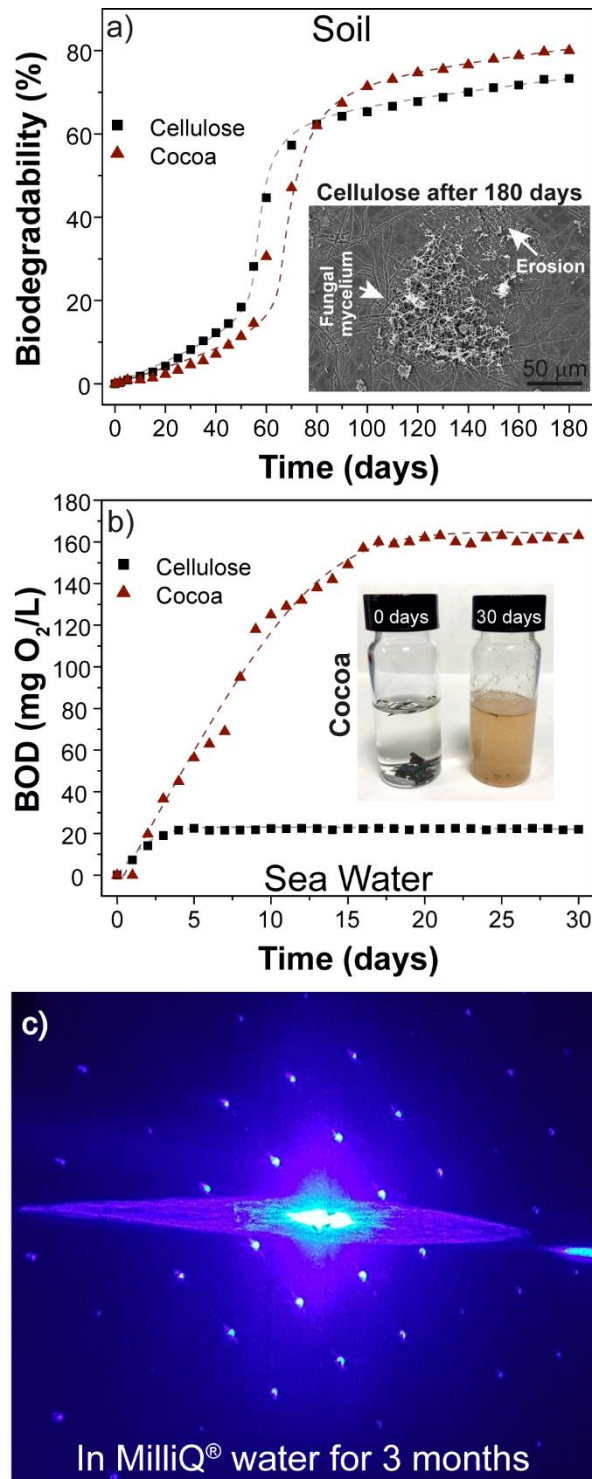 a)
Soil
Biodegradability (%)
80
60
40
20
0
Cellulose
Cocoa
Cellulose after 180 days
Fungal
mycelium
Erosion
50 μm
0 20 40 60 80 100 120 140 160 180
Time (days)
b)
BOD (mg O₂/L)
180
160
140
120
100
80
60
40
20
0
Cellulose
Cocoa
Cocoa
0 days
30 days
Sea Water
0 5 10 15 20 25 30
Time (days)
c)
In MilliQ® water for 3 months